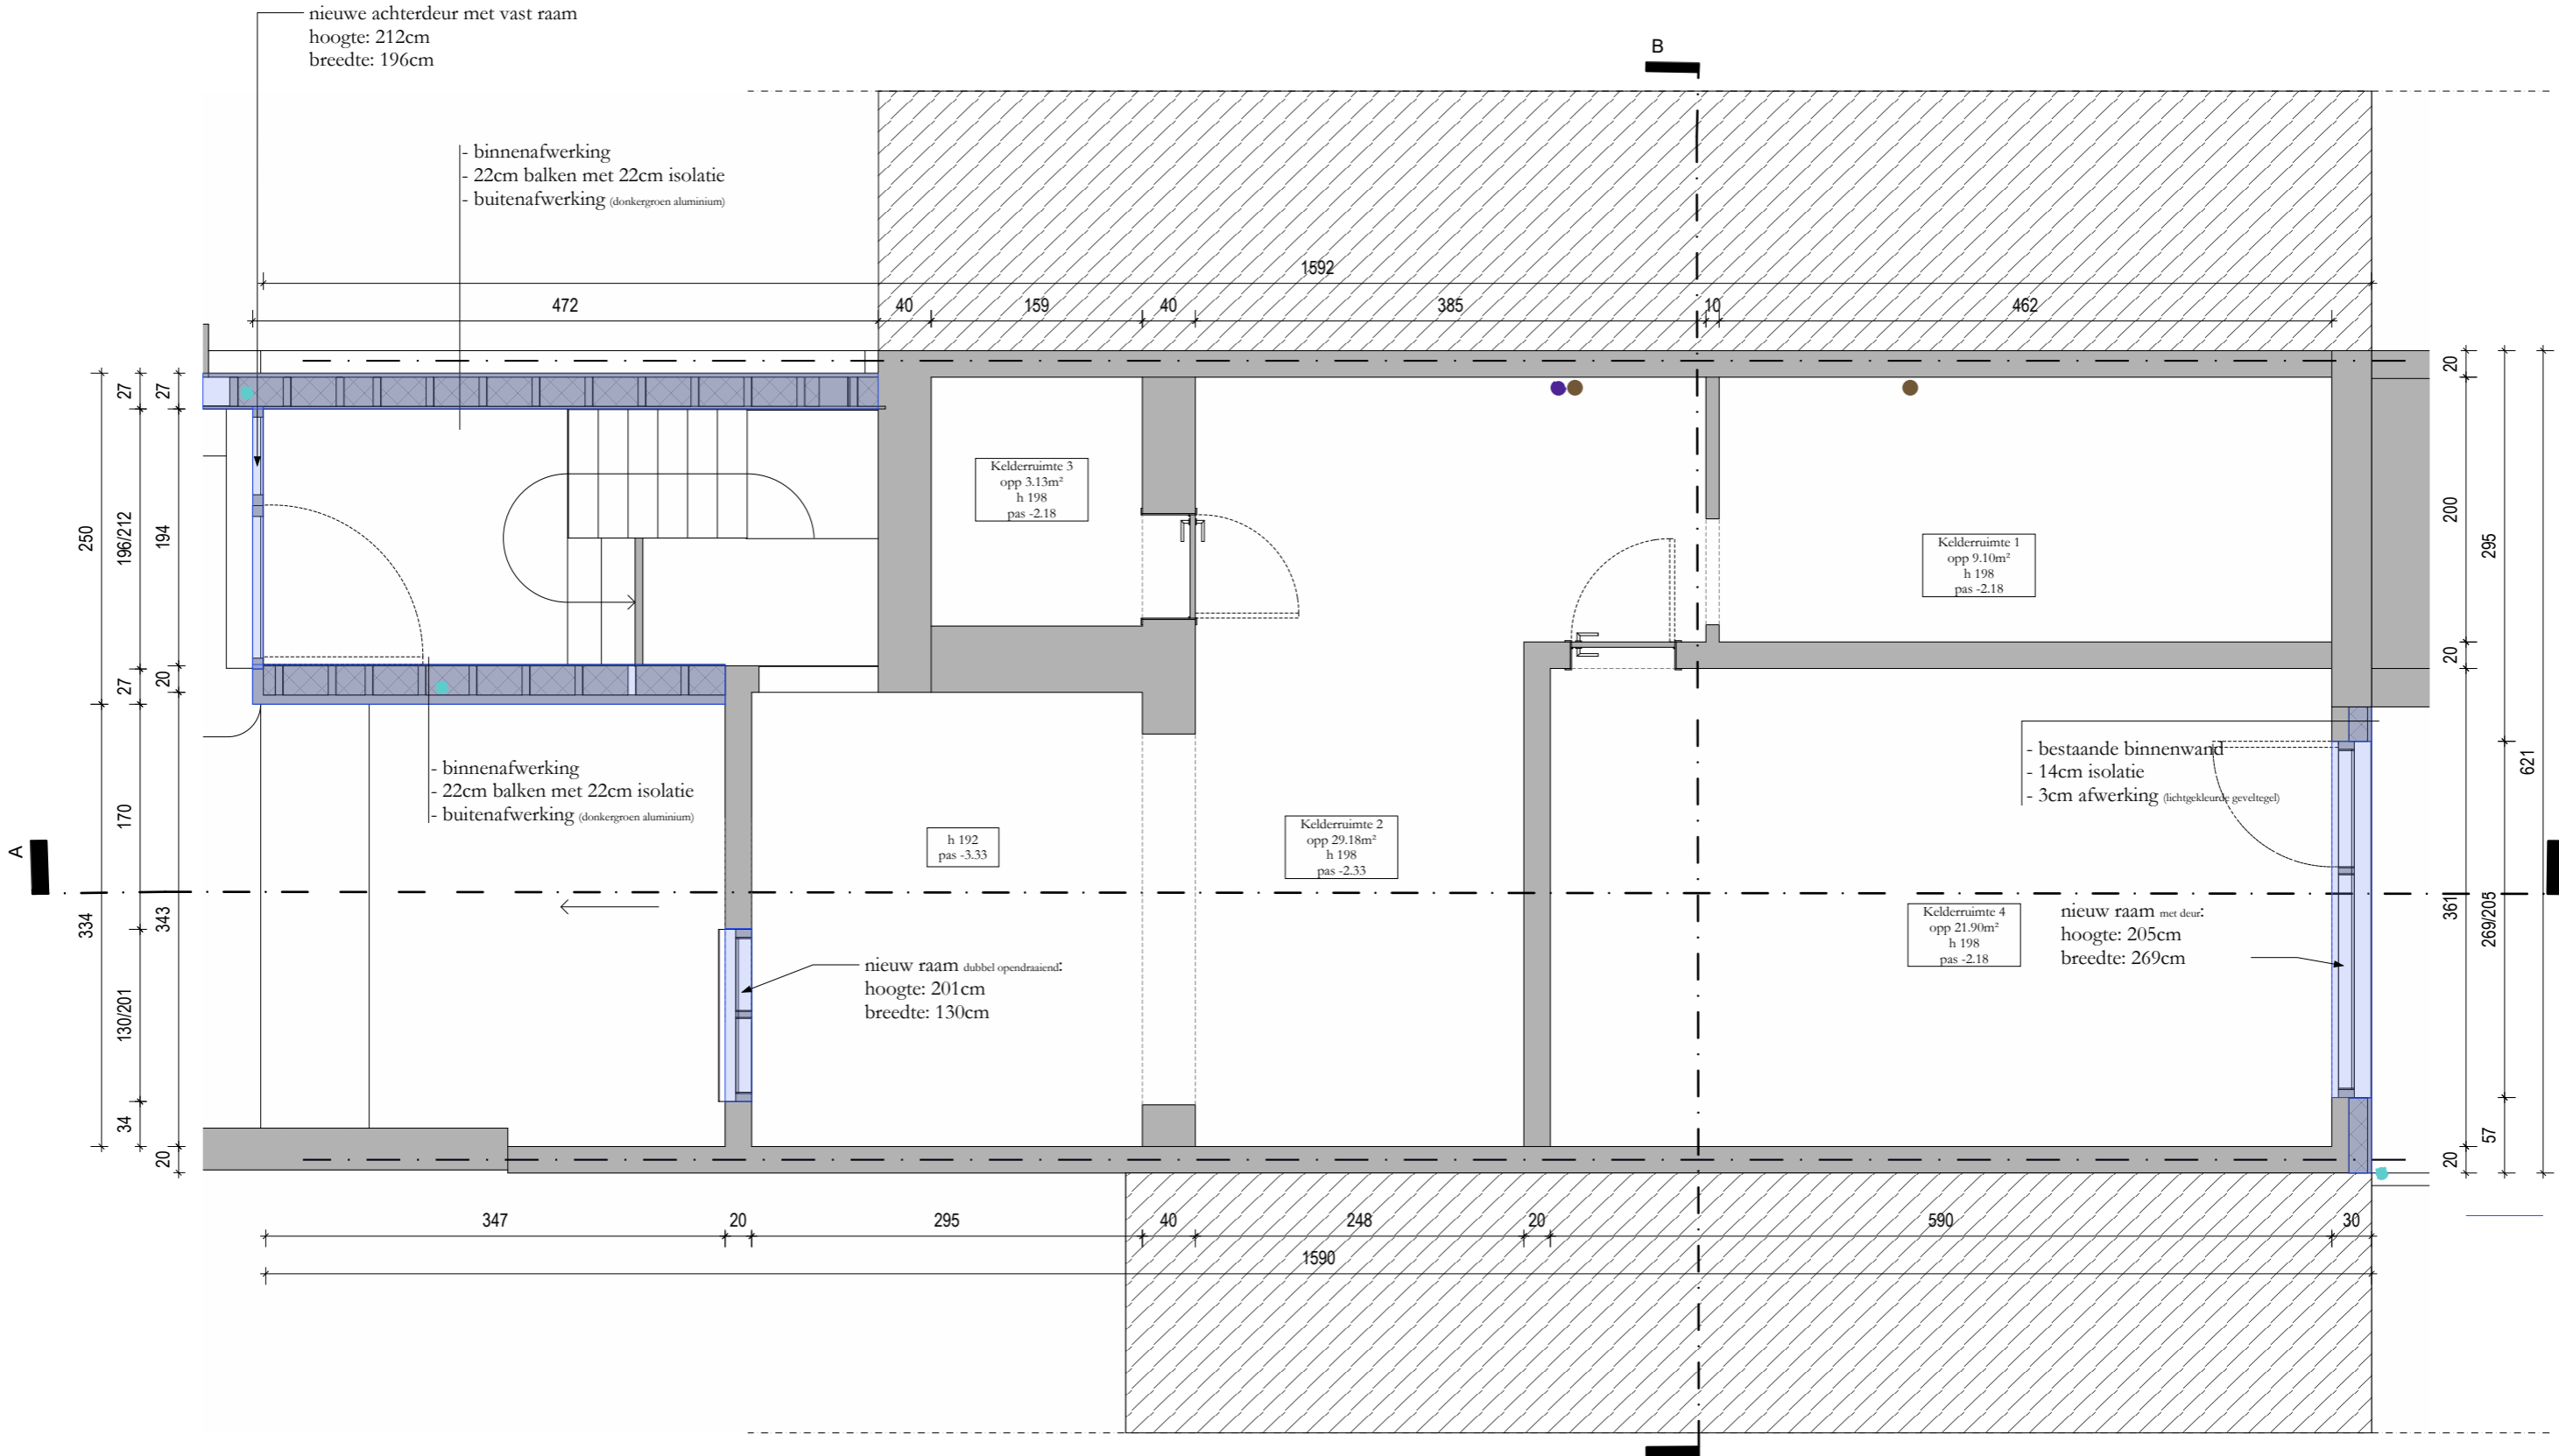 nieuwe achterdeur met vast raam
hoogte: 212cm
breedte: 196cm
B
- binnenafwerking
- 22cm balken met 22cm isolatie
- buitenafwerking (donkergroen aluminium)
1592
472
40
159
40
385
10
462
27
27
250
196/212
194
27
20
170
334
343
130/201
34
20
20
200
295
20
621
361
269/205
57
20
Kelderruimte 3
opp 3.13m²
h 198
pas -2.18
Kelderruimte 1
opp 9.10m²
h 198
pas -2.18
- binnenafwerking
- 22cm balken met 22cm isolatie
- buitenafwerking (donkergroen aluminium)
- bestaande binnenwand
- 14cm isolatie
- 3cm afwerking (lichtgekleurde geveltegel)
A
h 192
pas -3.33
Kelderruimte 2
opp 29.18m²
h 198
pas -2.33
Kelderruimte 4
opp 21.90m²
h 198
pas -2.18
nieuw raam met deur:
hoogte: 205cm
breedte: 269cm
nieuw raam dubbel opendraaiend:
hoogte: 201cm
breedte: 130cm
347
20
295
40
248
20
590
30
1590